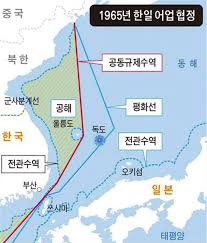 1965년 한일 어업 협정
중국
공동규제수역
북한
동해
군사분계선
공해
평화선
울릉도
독도
한국
전관수역
전관수역
오키섬
부산
일본
쓰시마
태평양